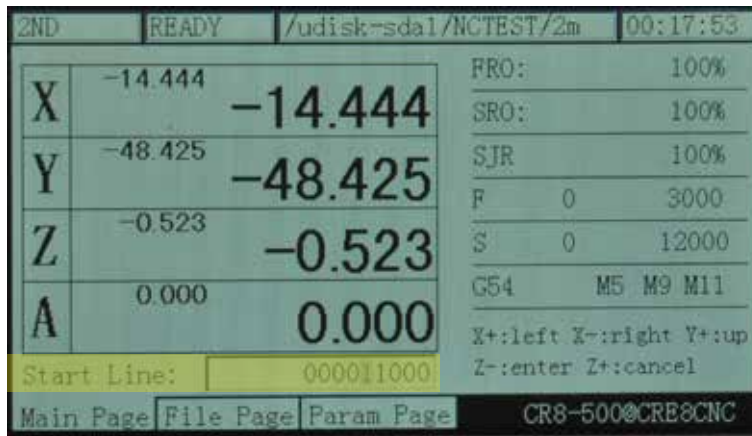 2ND READY /udisk-sda1/NCTEST/2m 00:17:53
X -14.444 -14.444
Y -48.425 -48.425
Z -0.523 -0.523
A 0.000 0.000
Start Line: 000011000
FRO: 100%
SRO: 100%
SJR 100%
F 0 3000
S 0 12000
G54 M5 M9 M11
X+:left X-:right Y+:up
Z-:enter Z+:cancel
Main Page File Page Param Page CR8-500@CRE8CNC